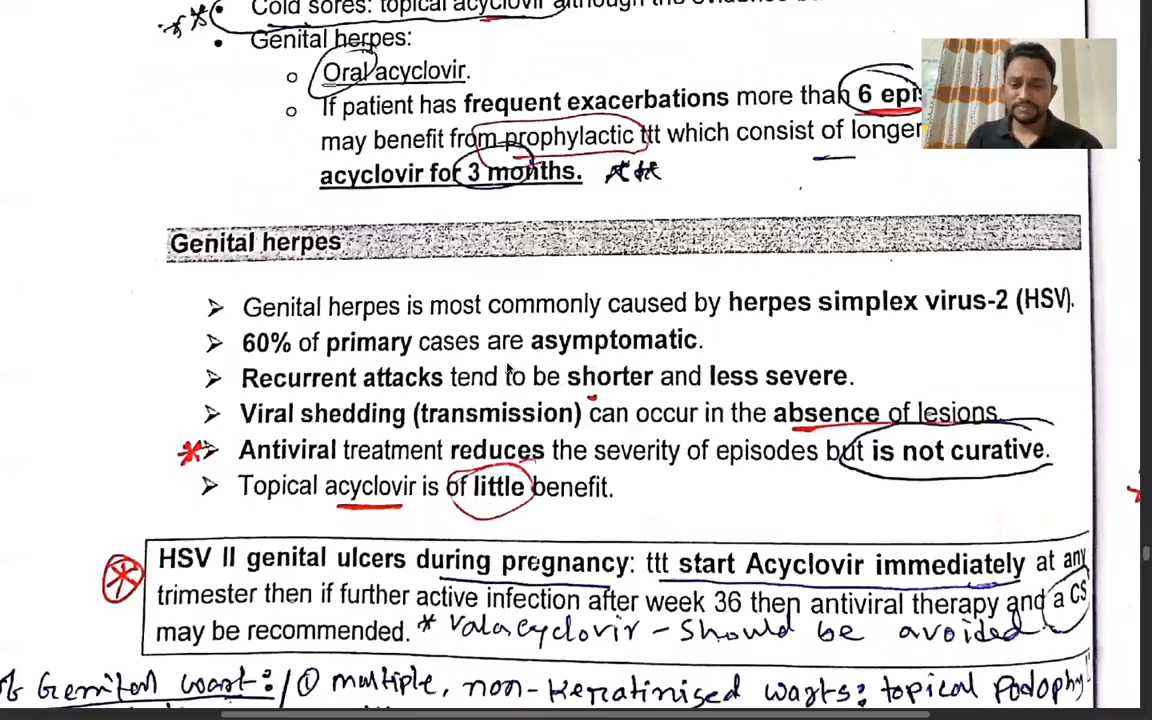 Cold sores: topical acyclovir although the evidence
• Genital herpes:
o Oral acyclovir.
o If patient has frequent exacerbations more than 6 epi
may benefit from prophylactic ttt which consist of longer
acyclovir for 3 months.
Genital herpes
➢ Genital herpes is most commonly caused by herpes simplex virus-2 (HSV).
➢ 60% of primary cases are asymptomatic.
➢ Recurrent attacks tend to be shorter and less severe.
➢ Viral shedding (transmission) can occur in the absence of lesions.
➢ Antiviral treatment reduces the severity of episodes but is not curative.
➢ Topical acyclovir is of little benefit.
HSV II genital ulcers during pregnancy: ttt start Acyclovir immediately at any
trimester then if further active infection after week 36 then antiviral therapy and a CS
may be recommended. * Valacyclovir - should be avoided.
Genital wart: / ① multiple, non-keratinised warts: topical Podophy